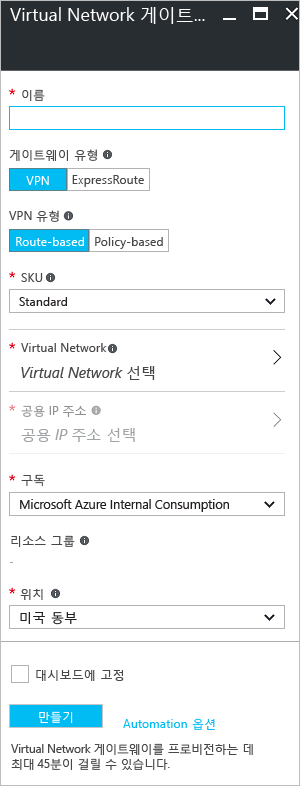 Virtual Network 게이트...
* 이름
게이트웨이 유형
VPN ExpressRoute
VPN 유형
Route-based Policy-based
* SKU
Standard
* Virtual Network
Virtual Network 선택
* 공용 IP 주소
공용 IP 주소 선택
* 구독
Microsoft Azure Internal Consumption
리소스 그룹
-
* 위치
미국 동부
대시보드에 고정
만들기 Automation 옵션
Virtual Network 게이트웨이를 프로비전하는 데
최대 45분이 걸릴 수 있습니다.